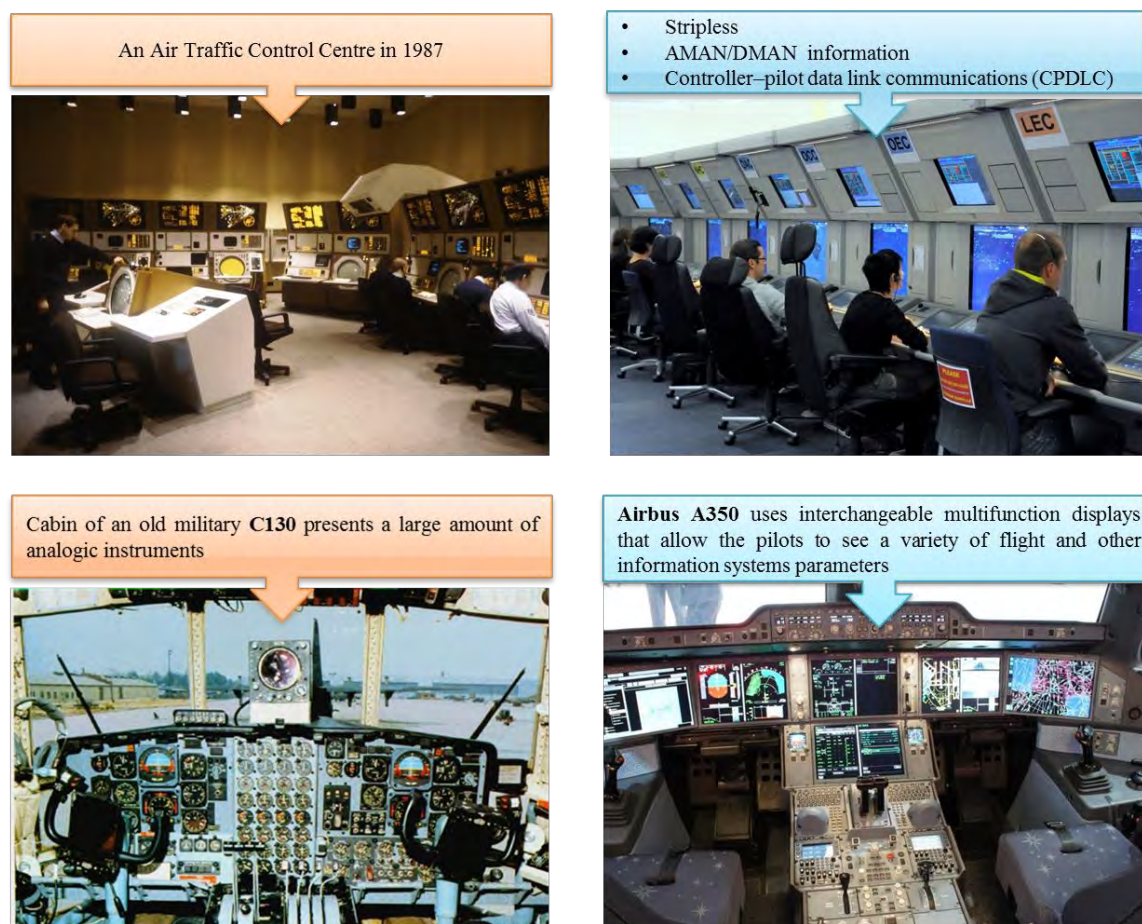 An Air Traffic Control Centre in 1987
• Stripless
• AMAN/DMAN information
• Controller–pilot data link communications (CPDLC)
OCC
OEC
LEC
PLEASE
Cabin of an old military C130 presents a large amount of
analogic instruments
Airbus A350 uses interchangeable multifunction displays
that allow the pilots to see a variety of flight and other
information systems parameters